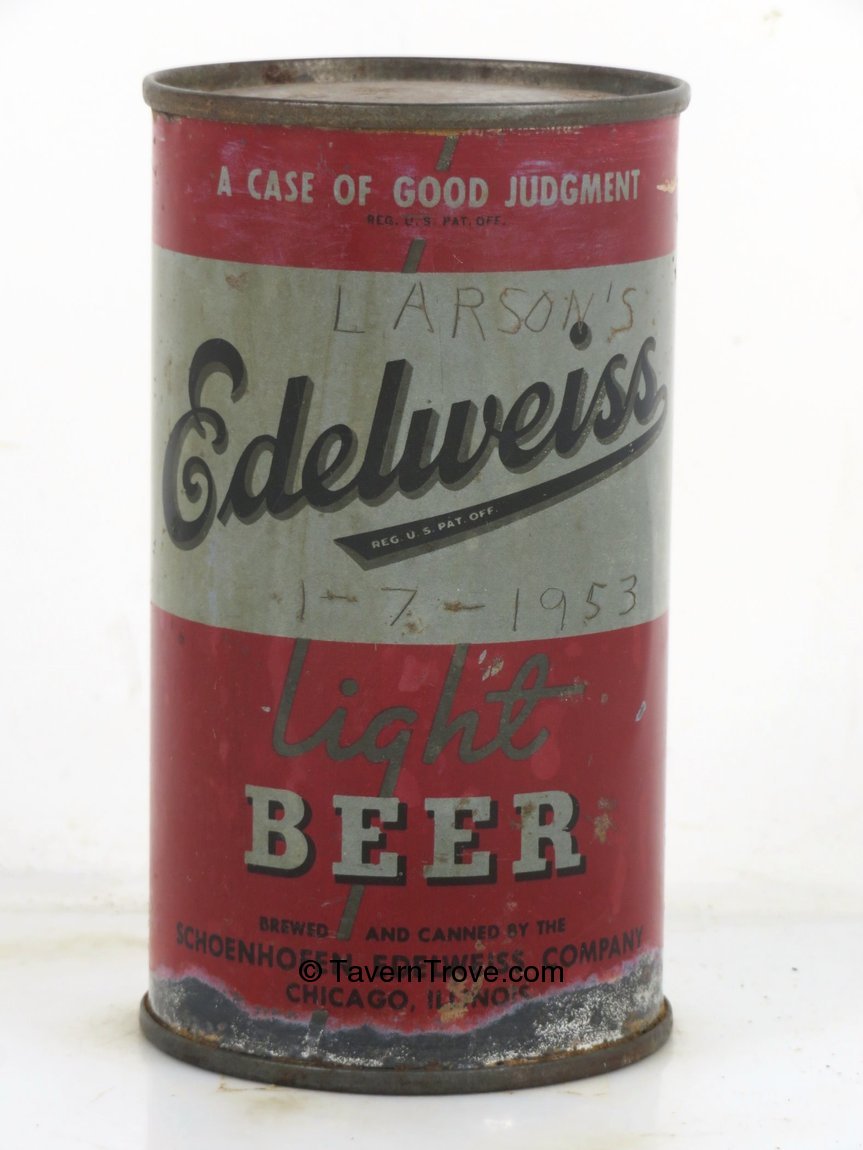 A CASE OF GOOD JUDGMENT
REG. U. S. PAT. OFF.
LARSON'S
Edelweiss
REG. U. S. PAT. OFF.
1-7-1953
light
BEER
BREWED AND CANNED BY THE
SCHOENHOFEN EDELWEISS COMPANY
© TavernTrove.com
CHICAGO, ILLINOIS